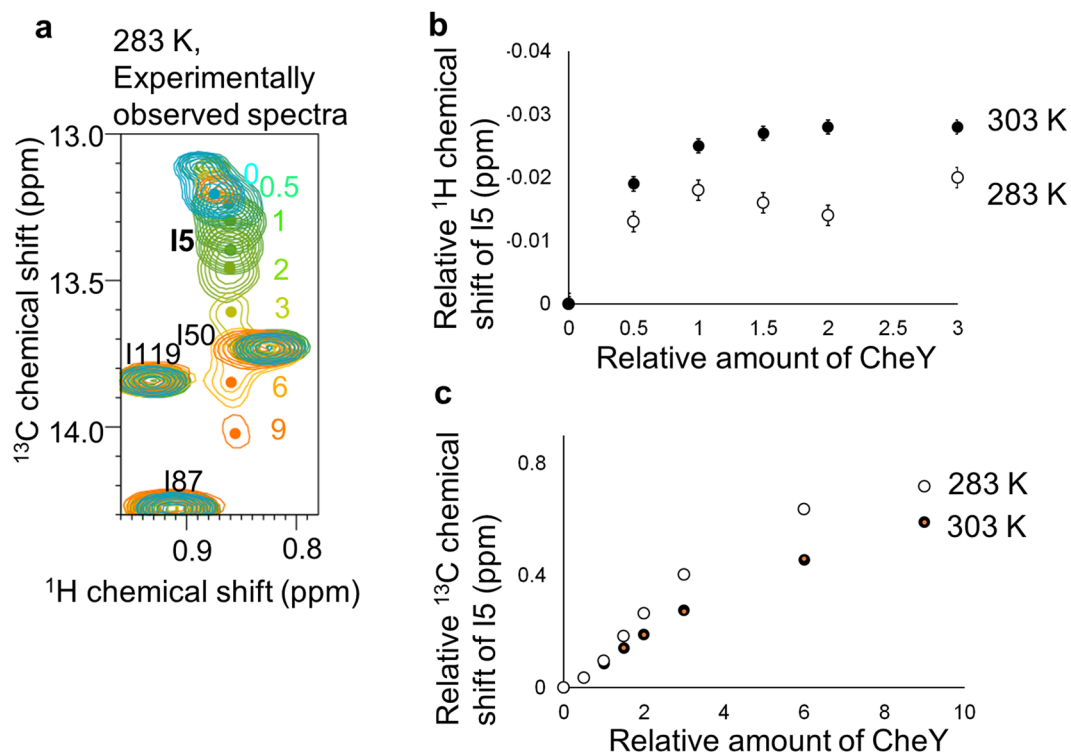 a
283 K,
Experimentally
observed spectra
13.0
13.5
14.0
¹³C chemical shift (ppm)
0
0.5
1
I5
2
3
I50
I119
6
9
I87
0.9
0.8
¹H chemical shift (ppm)
b
Relative ¹H chemical
shift of I5 (ppm)
-0.04
-0.03
-0.02
-0.01
0
0
0.5
1
1.5
2
3
303 K
283 K
Relative amount of CheY
c
Relative ¹³C chemical
shift of I5 (ppm)
0.8
0.4
0
0
2
4
6
8
10
283 K
303 K
Relative amount of CheY